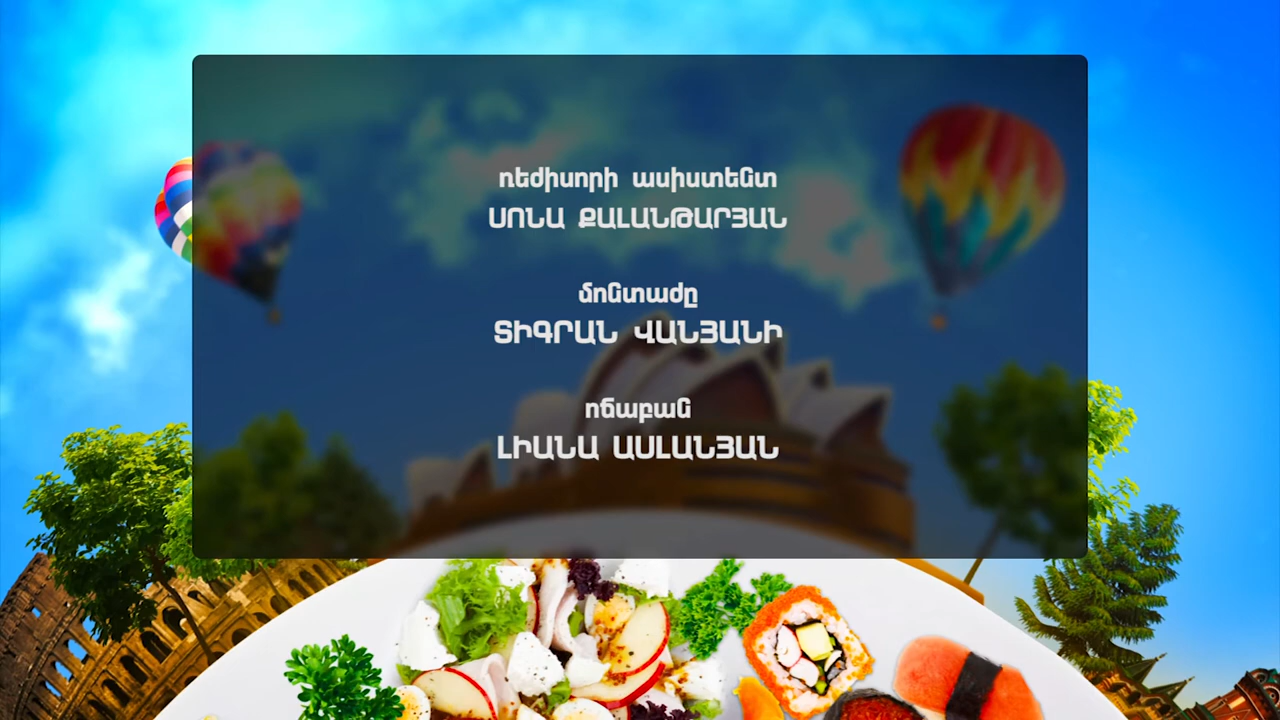 ռեժիսորի ասիստենտ
ՍՈՆԱ ՔԱԼԱՆԹԱՐՅԱՆ
մոնտաժը
ՏԻԳՐԱՆ ՎԱՆՅԱՆԻ
ոճաբան
ԼԻԱՆԱ ԱՍԼԱՆՅԱՆ